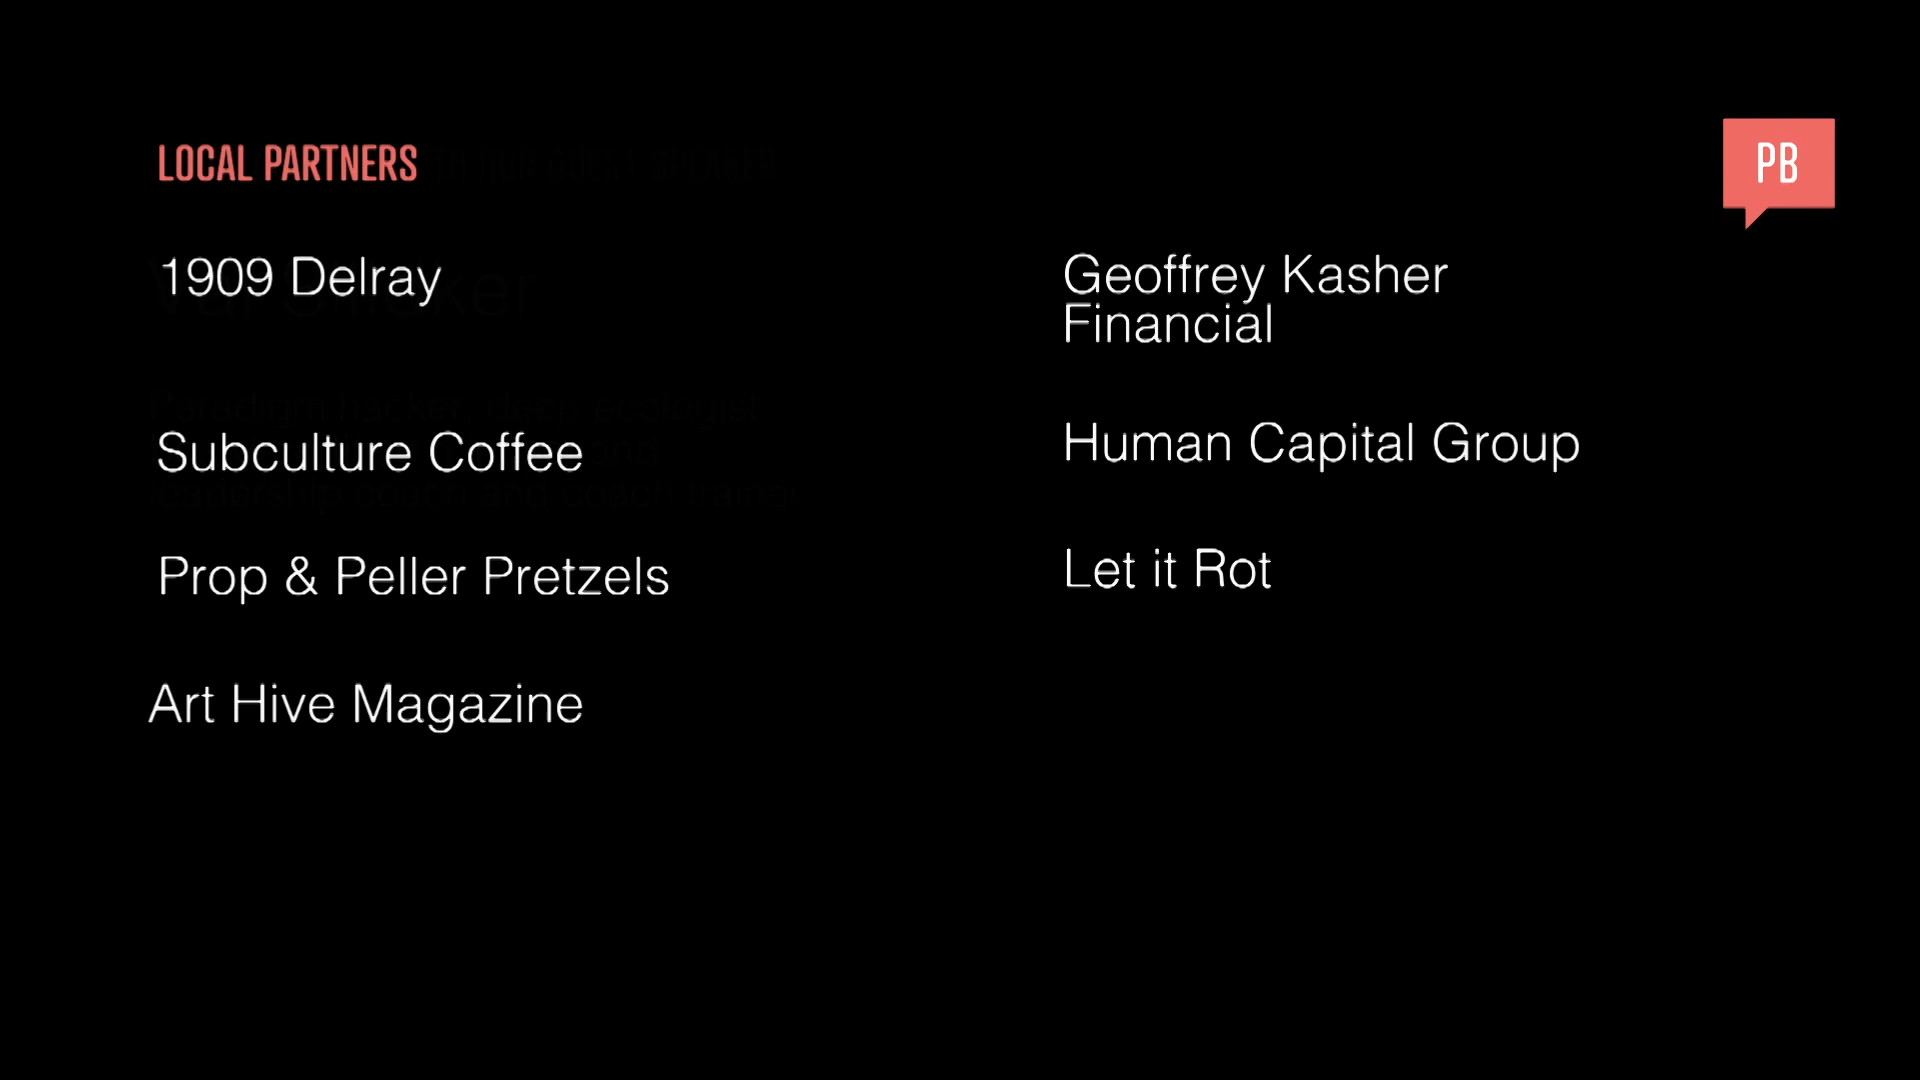 LOCAL PARTNERS
PB
1909 Delray
Subculture Coffee
Prop & Peller Pretzels
Art Hive Magazine
Geoffrey Kasher
Financial
Human Capital Group
Let it Rot